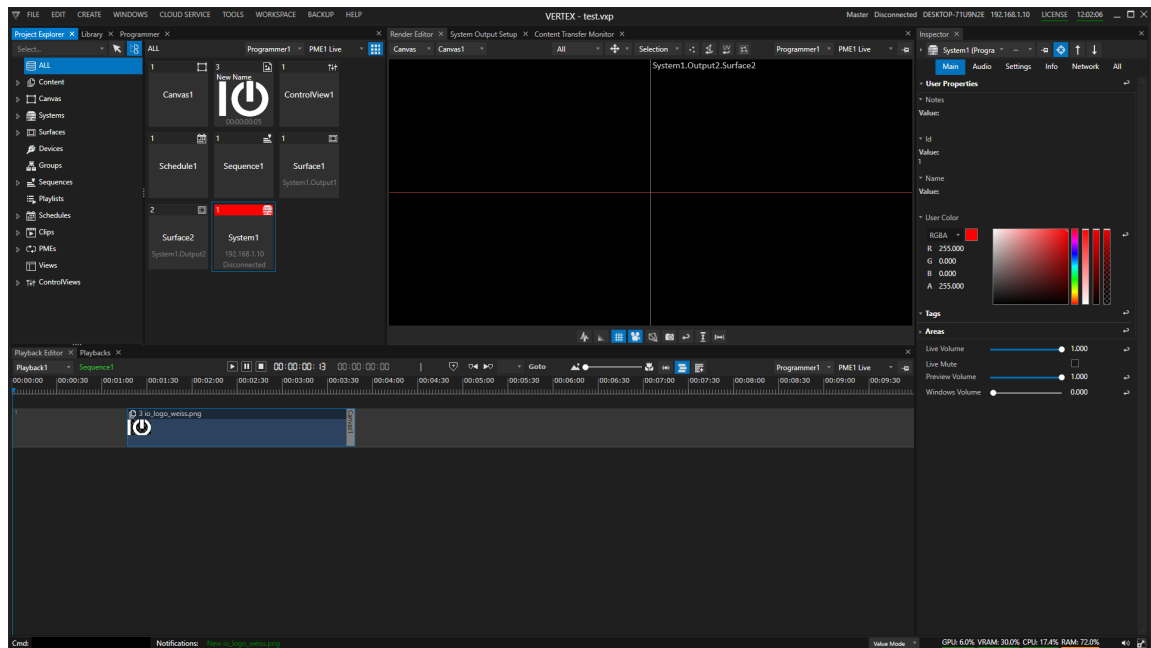 FILE EDIT CREATE WINDOWS CLOUD SERVICE TOOLS WORKSPACE BACKUP HELP VERTEX - test.vxp Master Disconnected DESKTOP-71U9N2E 192.168.1.10 LICENSE 12:02:06
Project Explorer Library Programmer
Select...
ALL
Content
Canvas
Systems
Surfaces
Devices
Groups
Sequences
Playlists
Schedules
Clips
PMEs
Views
ControlViews
ALL Programmer1 PME1 Live
1
Canvas1
3
New Name
00:00:00:05
1
ControlView1
1
Schedule1
1
Sequence1
1
Surface1
System1.Output1
2
Surface2
System1.Output2
1
System1
192.168.1.10
Disconnected
Render Editor System Output Setup Content Transfer Monitor
Canvas Canvas1 All Selection UV Programmer1 PME1 Live
System1.Output2.Surface2
Inspector
System1 (Progra
Main Audio Settings Info Network All
User Properties
Notes
Value:
Id
Value:
1
Name
Value:
User Color
RGBA
R 255.000
G 0.000
B 0.000
A 255.000
Tags
Areas
Live Volume 1.000
Live Mute
Preview Volume 1.000
Windows Volume 0.000
Playback Editor Playbacks
Playback1 Sequence1 00:00:00:13 00:00:00:00 Goto Programmer1 PME1 Live
00:00:00 00:00:30 00:01:00 00:01:30 00:02:00 00:02:30 00:03:00 00:03:30 00:04:00 00:04:30 00:05:00 00:05:30 00:06:00 00:06:30 00:07:00 00:07:30 00:08:00 00:08:30 00:09:00 00:09:30
1
3 io_logo_weiss.png
Canvas1
Cmd: Notifications: New io_logo_weiss.png Value Mode GPU: 6.0% VRAM: 30.0% CPU: 17.4% RAM: 72.0%